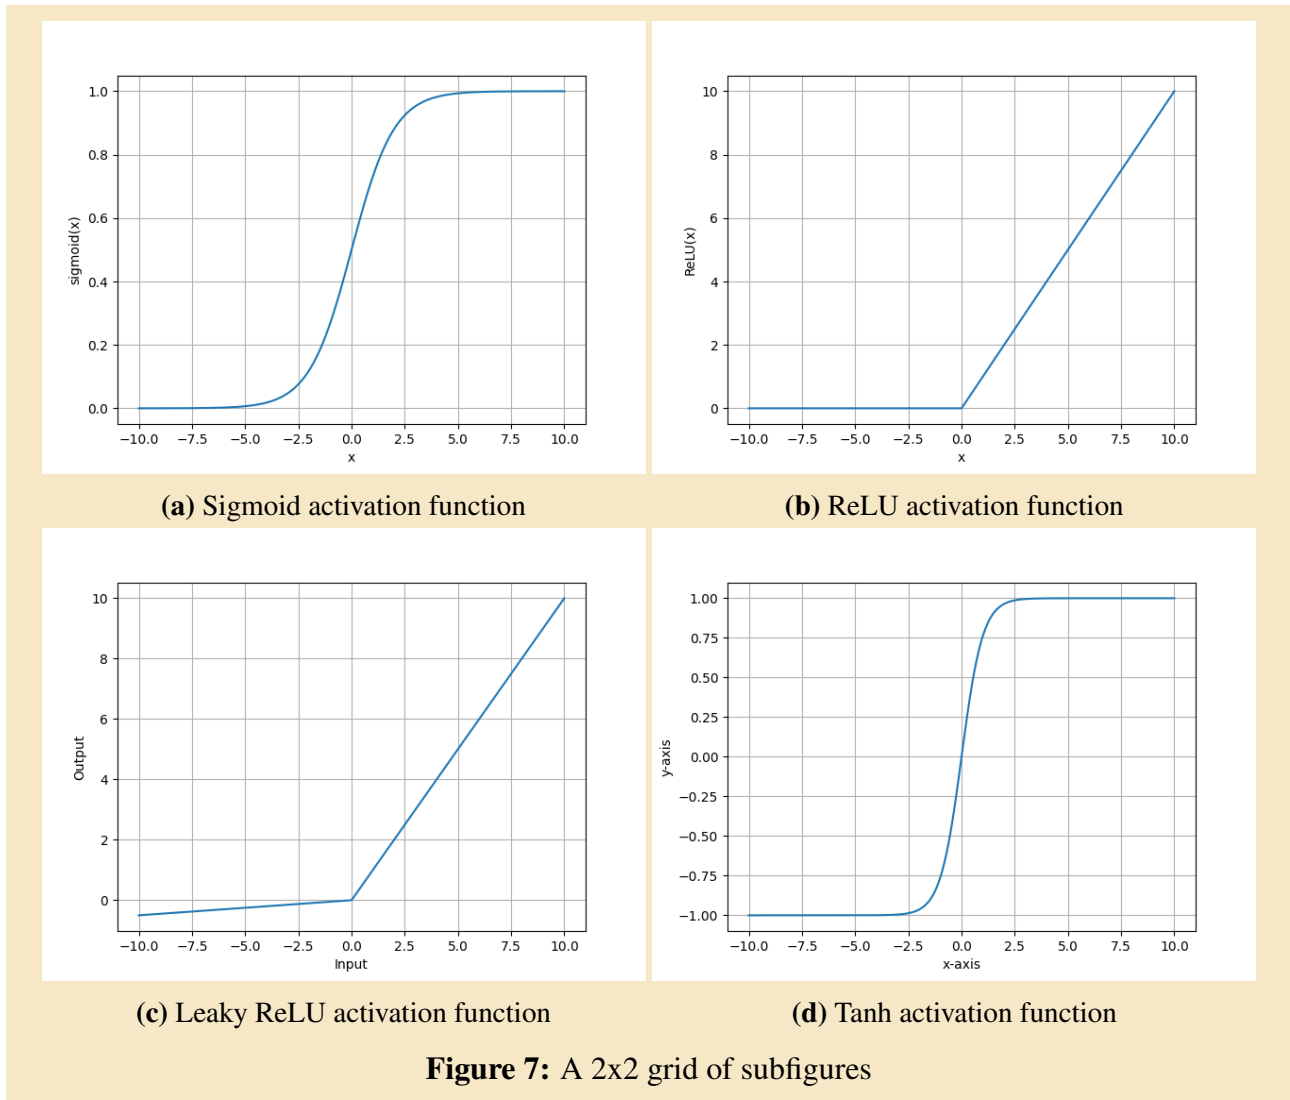 1.0
0.8
0.6
0.4
0.2
0.0
sigmoid(x)
−10.0 −7.5 −5.0 −2.5 0.0 2.5 5.0 7.5 10.0
x
(a) Sigmoid activation function
10
8
6
4
2
0
ReLU(x)
−10.0 −7.5 −5.0 −2.5 0.0 2.5 5.0 7.5 10.0
x
(b) ReLU activation function
10
8
6
4
2
0
Output
−10.0 −7.5 −5.0 −2.5 0.0 2.5 5.0 7.5 10.0
Input
(c) Leaky ReLU activation function
1.00
0.75
0.50
0.25
0.00
−0.25
−0.50
−0.75
−1.00
y-axis
−10.0 −7.5 −5.0 −2.5 0.0 2.5 5.0 7.5 10.0
x-axis
(d) Tanh activation function
Figure 7: A 2x2 grid of subfigures